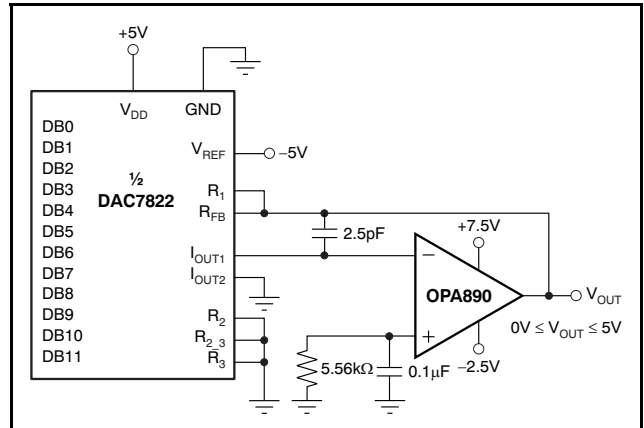 +5V
V_DD GND
DB0
DB1
DB2
DB3
DB4
DB5
DB6
DB7
DB8
DB9
DB10
DB11
½
DAC7822
V_REF
–5V
R_1
R_FB
I_OUT1
I_OUT2
R_2
R_2_3
R_3
2.5pF
+7.5V
–
OPA890
+
–2.5V
V_OUT
0V ≤ V_OUT ≤ 5V
5.56kΩ
0.1μF